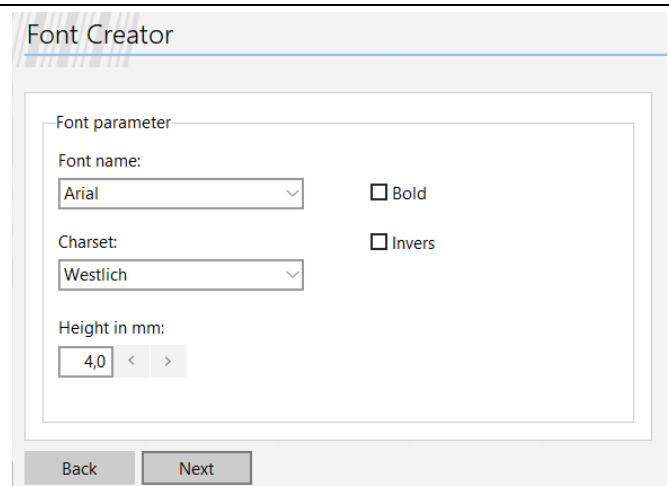 Font Creator
Font parameter
Font name:
Arial
Bold
Charset:
Invers
Westlich
Height in mm:
4,0 < >
Back Next